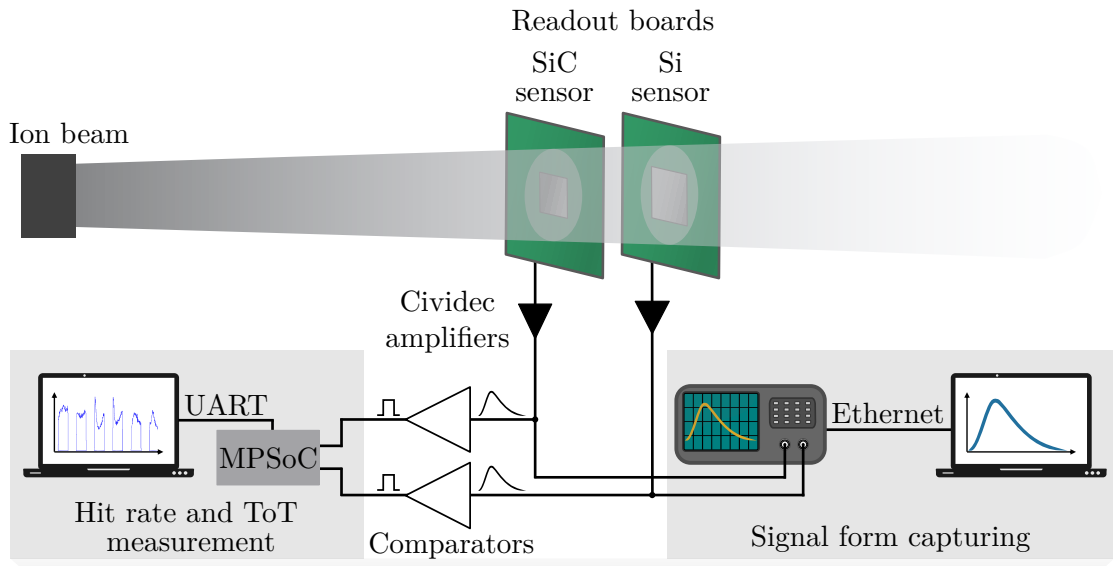 Readout boards
SiC
sensor
Si
sensor
Ion beam
Cividec
amplifiers
UART
MPSoC
Ethernet
Hit rate and ToT
measurement
Comparators
Signal form capturing